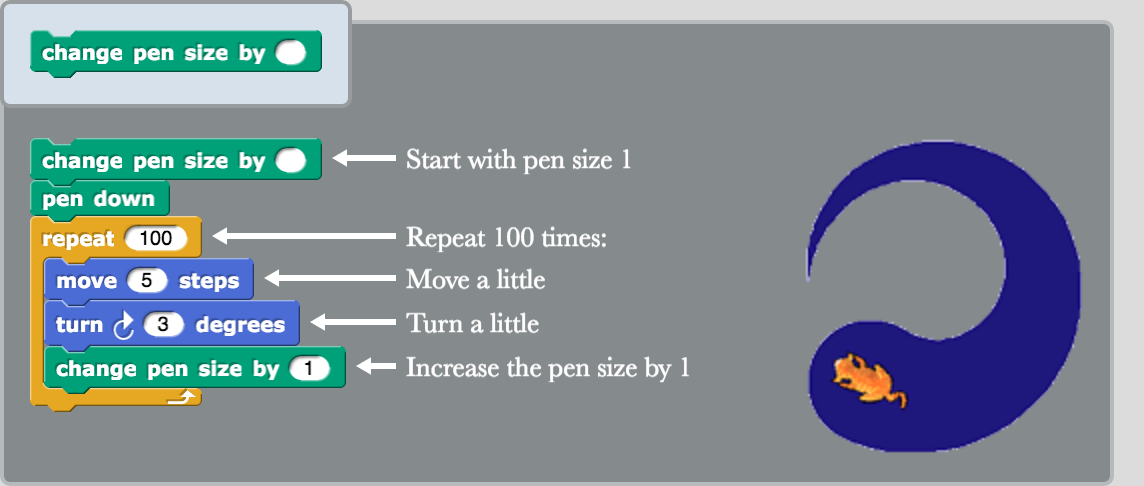 change pen size by
change pen size by
Start with pen size 1
pen down
repeat 100
Repeat 100 times:
move 5 steps
Move a little
turn 3 degrees
Turn a little
change pen size by 1
Increase the pen size by 1